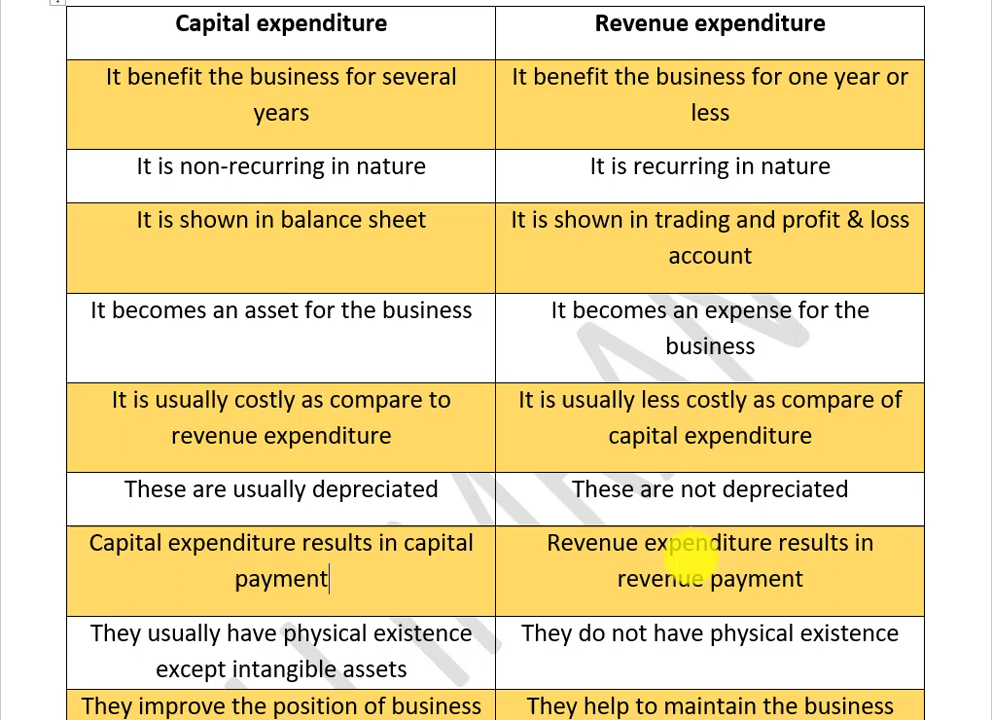 Capital expenditure
Revenue expenditure
It benefit the business for several
years
It benefit the business for one year or
less
It is non-recurring in nature
It is recurring in nature
It is shown in balance sheet
It is shown in trading and profit & loss
account
It becomes an asset for the business
It becomes an expense for the
business
It is usually costly as compare to
revenue expenditure
It is usually less costly as compare of
capital expenditure
These are usually depreciated
These are not depreciated
Capital expenditure results in capital
payment
Revenue expenditure results in
revenue payment
They usually have physical existence
except intangible assets
They do not have physical existence
They improve the position of business
They help to maintain the business